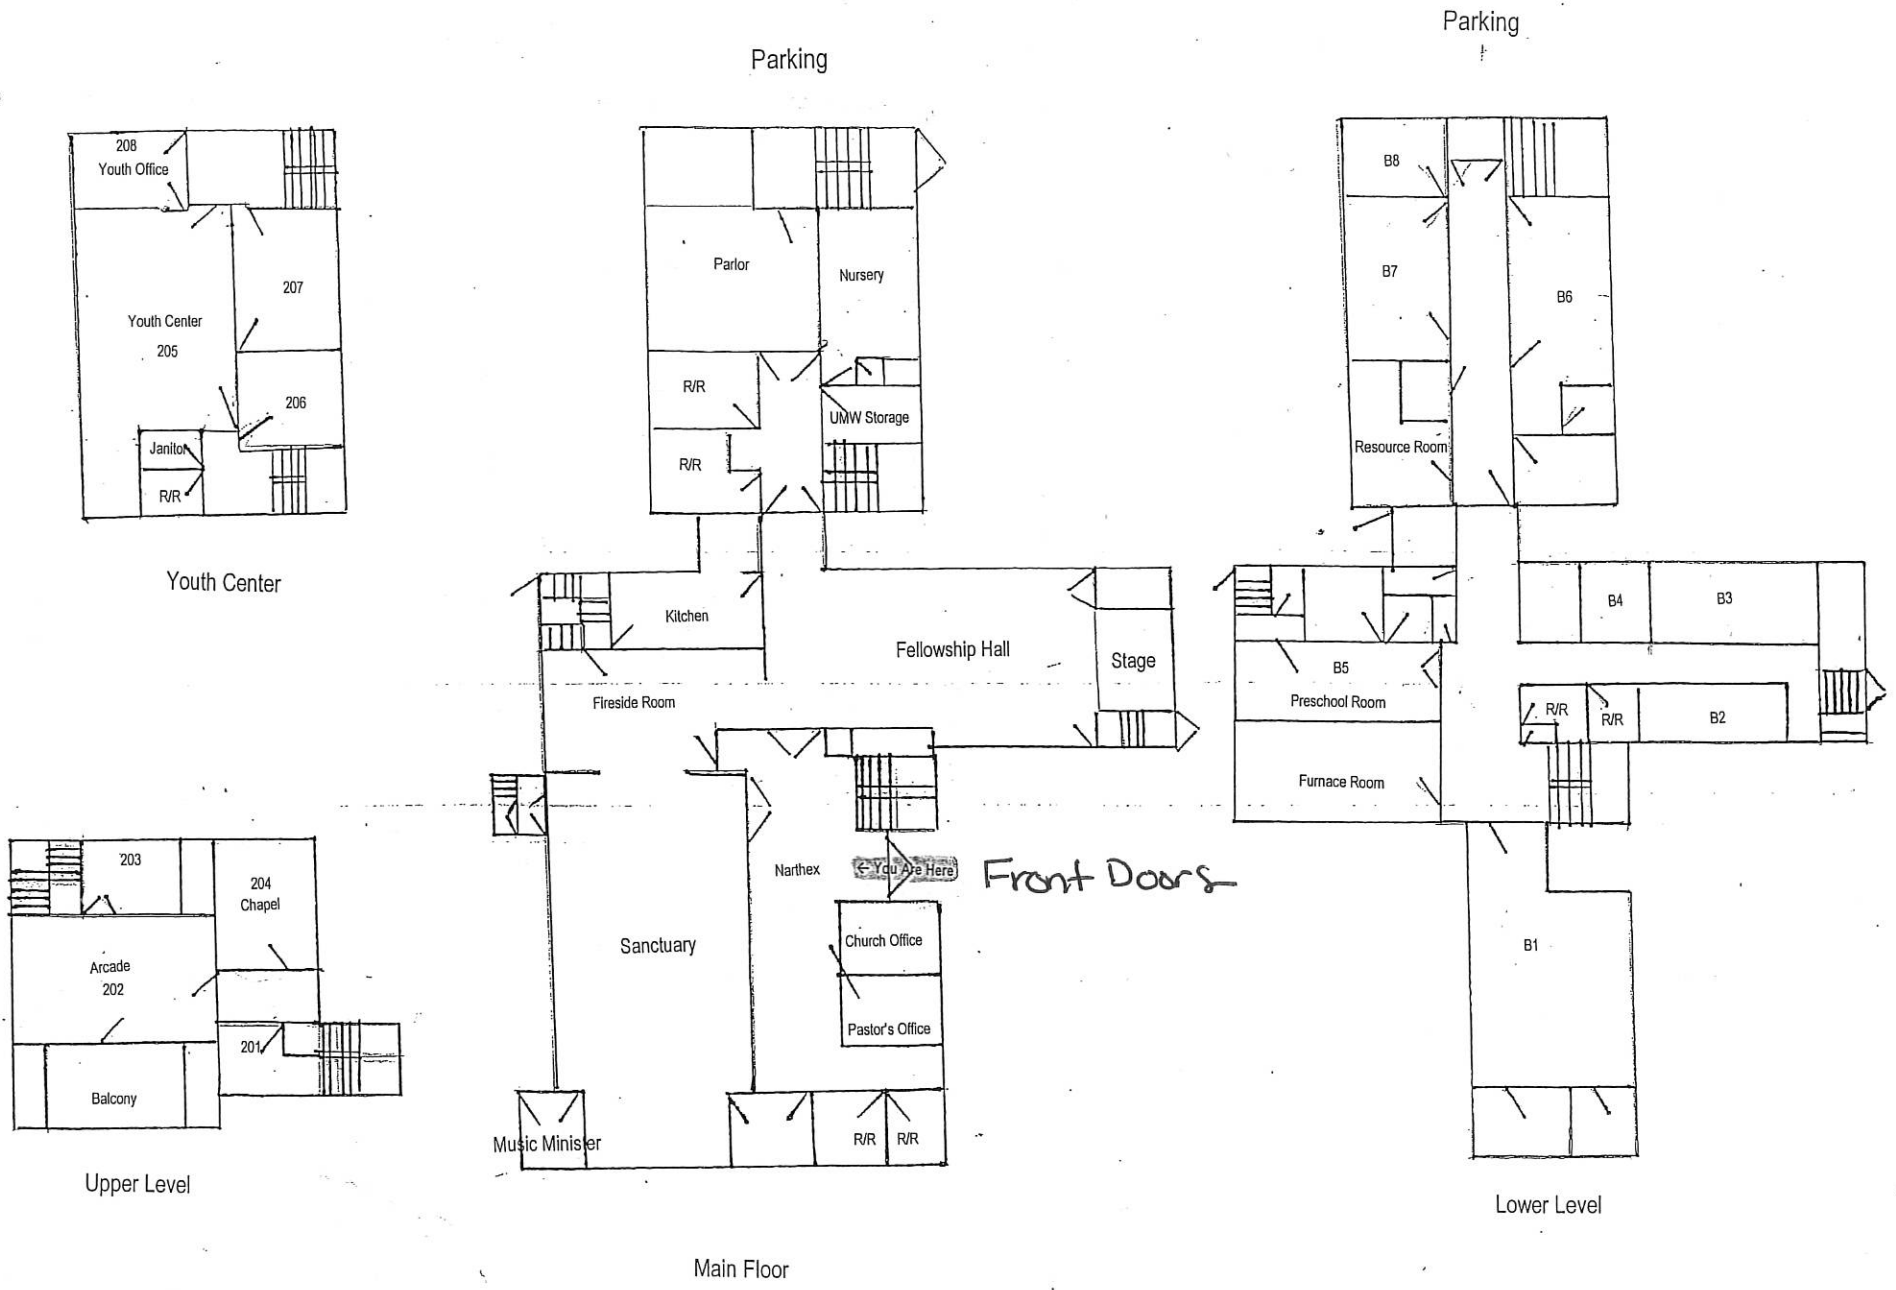 Parking
Parking
208
Youth Office
207
Youth Center
205
206
Janitor
R/R
Youth Center
Parlor
Nursery
R/R
UMW Storage
R/R
Kitchen
Fellowship Hall
Stage
Fireside Room
Narthex
← You Are Here
Front Doors
Sanctuary
Church Office
Pastor's Office
Music Minister
R/R
R/R
Main Floor
203
204
Chapel
Arcade
202
201
Balcony
Upper Level
B8
B7
B6
Resource Room
B4
B3
B5
Preschool Room
R/R
R/R
B2
Furnace Room
B1
Lower Level